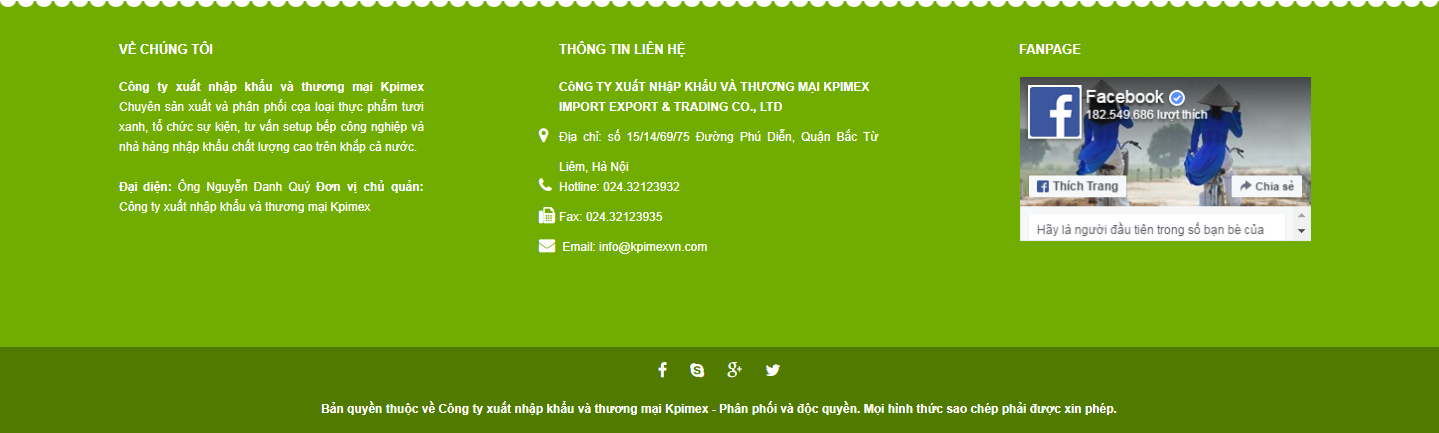 VỀ CHÚNG TÔI
Công ty xuất nhập khẩu và thương mại Kpimex
Chuyên sản xuất và phân phối cọa loại thực phẩm tươi
xanh, tổ chức sự kiện, tư vấn setup bếp công nghiệp và
nhà hàng nhập khẩu chất lượng cao trên khắp cả nước.
Đại diện: Ông Nguyễn Danh Quý Đơn vị chủ quản:
Công ty xuất nhập khẩu và thương mại Kpimex
THÔNG TIN LIÊN HỆ
CôNG TY XUấT NHậP KHẩU VÀ THƯƠNG MẠI KPIMEX
IMPORT EXPORT & TRADING CO., LTD
Địa chỉ: số 15/14/69/75 Đường Phú Diễn, Quận Bắc Từ
Liêm, Hà Nội
Hotline: 024.32123932
Fax: 024.32123935
Email: info@kpimexvn.com
FANPAGE
Facebook
182.549.686 lượt thích
Thích Trang
Chia sẻ
Hãy là người đầu tiên trong số bạn bè của
Bản quyền thuộc về Công ty xuất nhập khẩu và thương mại Kpimex - Phân phối và độc quyền. Mọi hình thức sao chép phải được xin phép.